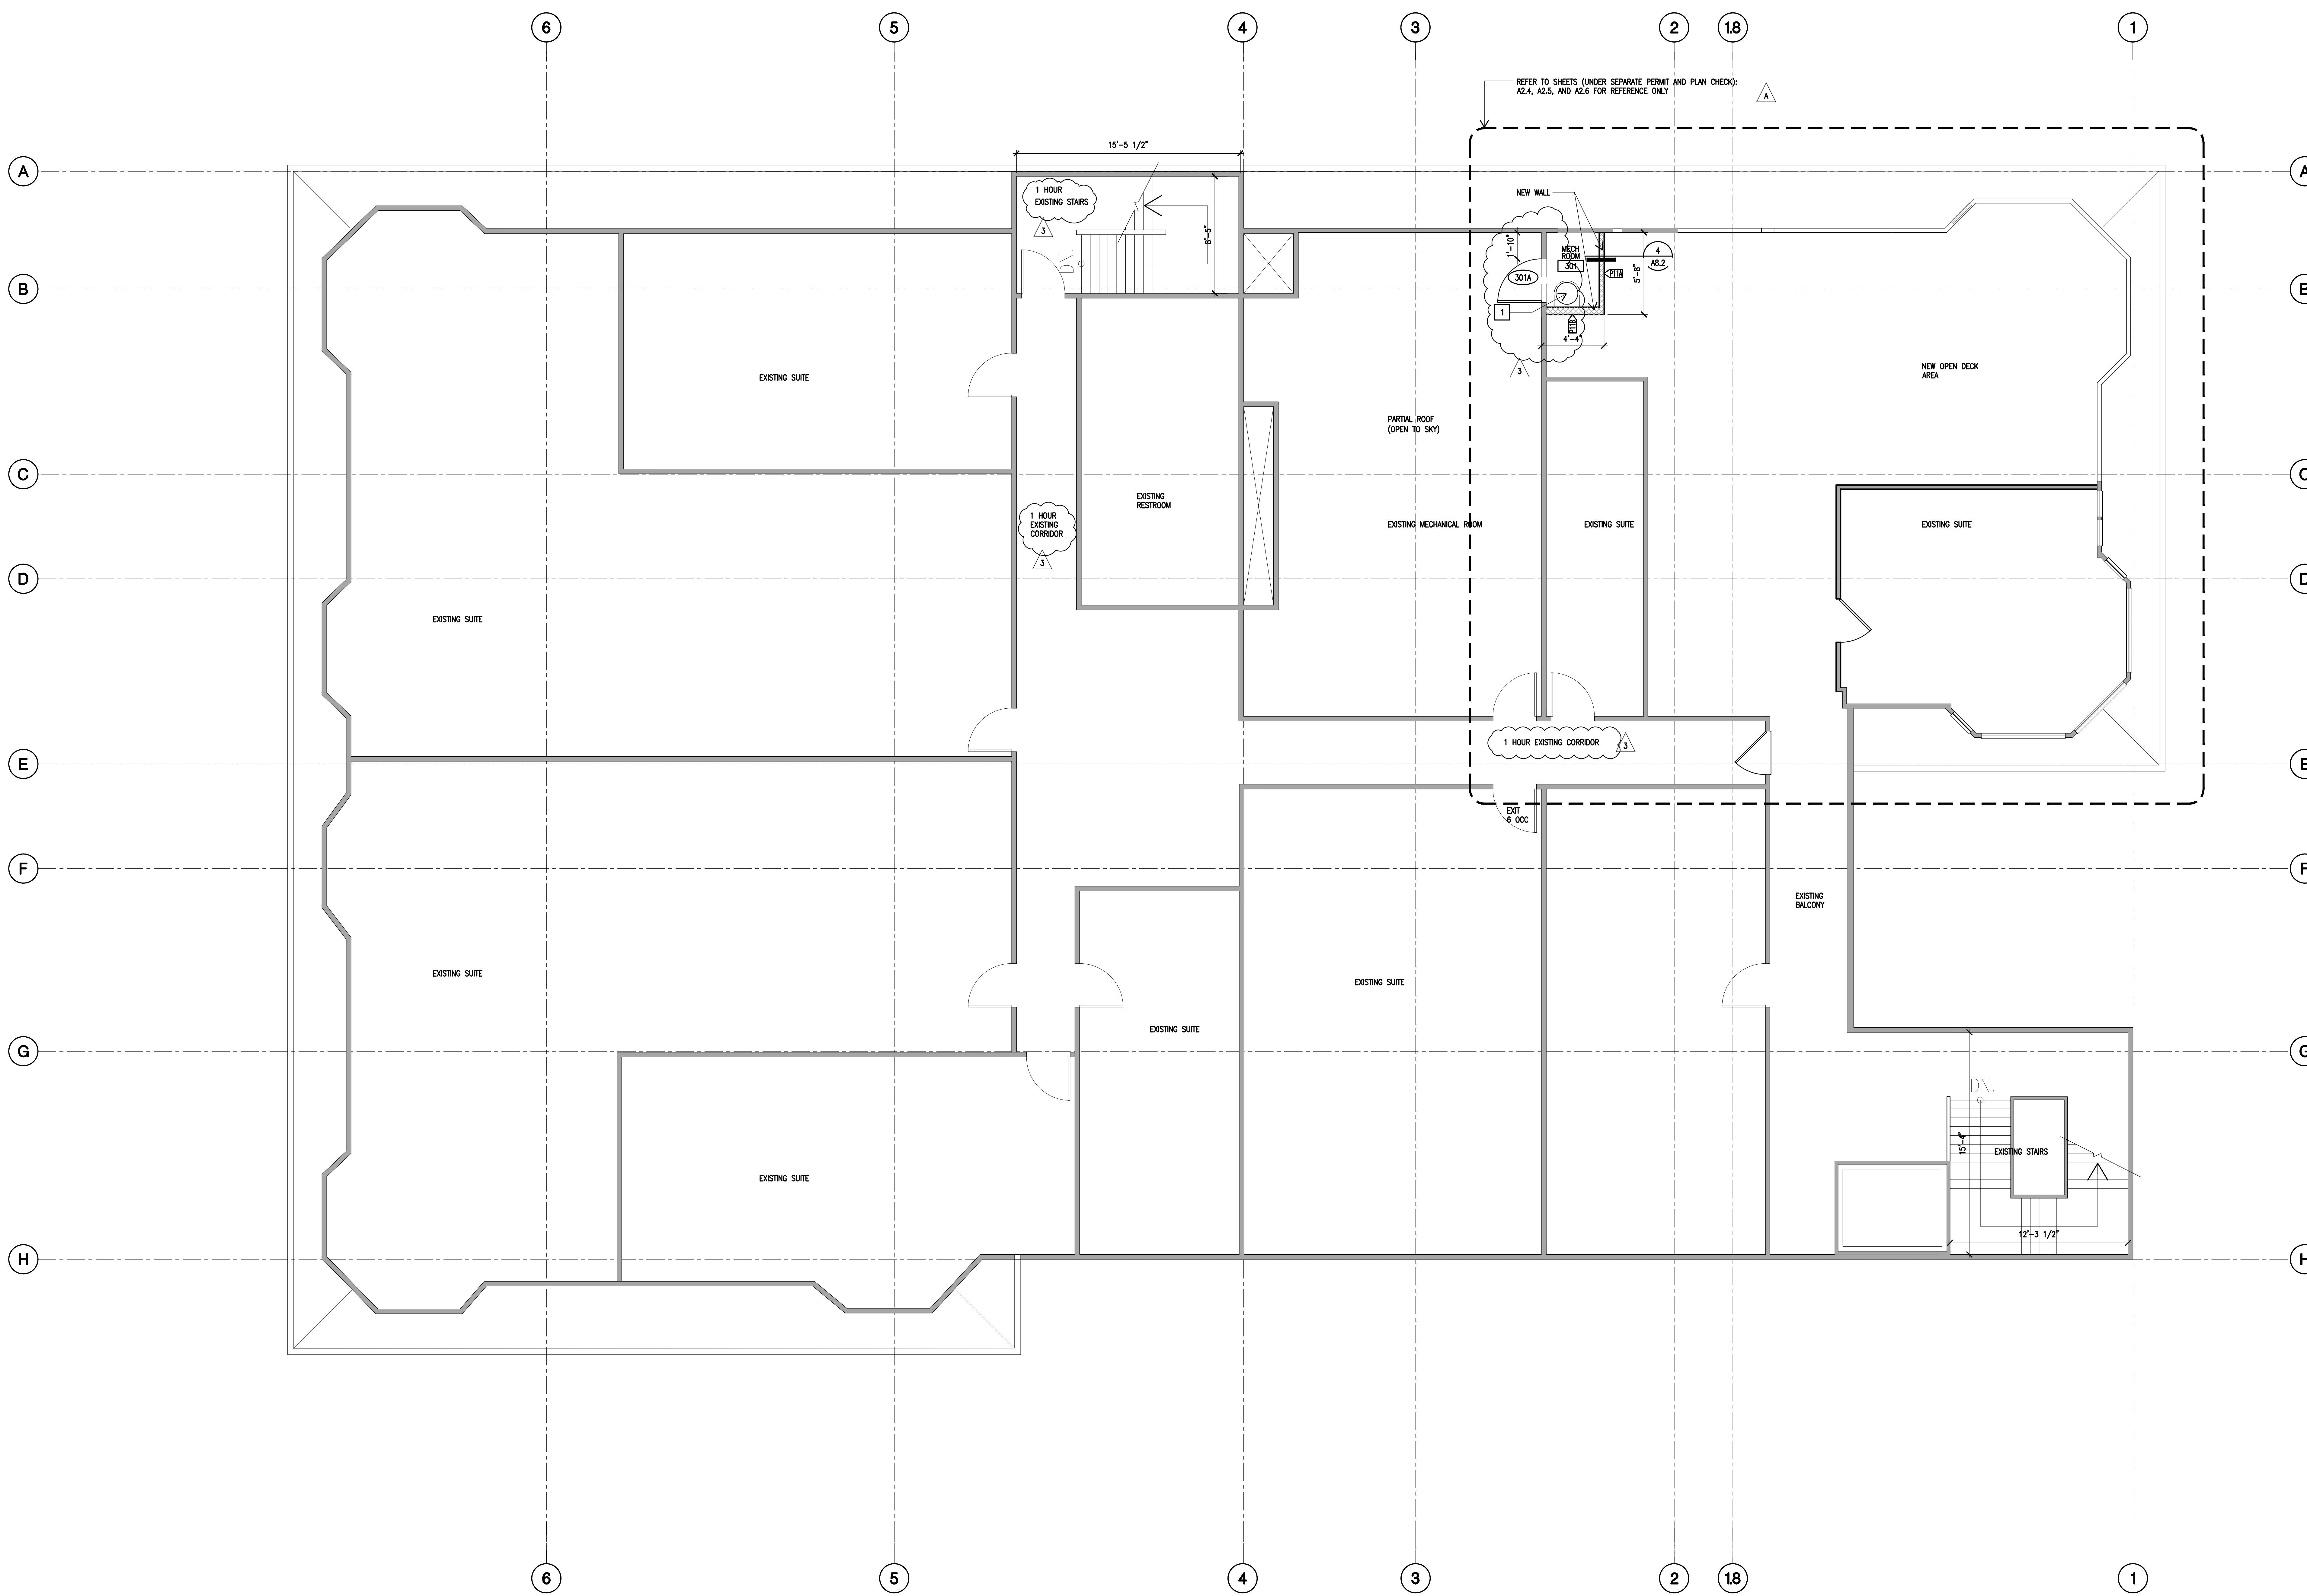 6
5
4
3
2
1.8
1
REFER TO SHEETS (UNDER SEPARATE PERMIT AND PLAN CHECK):
A2.4, A2.5, AND A2.6 FOR REFERENCE ONLY
A
15'-5 1/2"
A
A
1 HOUR
EXISTING STAIRS
3
DN.
8'-5"
NEW WALL
1'-10"
MECH
ROOM
301
301A
P11A
5'-8"
4
A8.2
B
B
1
P11B
4'-4"
3
EXISTING SUITE
NEW OPEN DECK
AREA
PARTIAL ROOF
(OPEN TO SKY)
C
C
EXISTING
RESTROOM
1 HOUR
EXISTING
CORRIDOR
3
EXISTING MECHANICAL ROOM
EXISTING SUITE
EXISTING SUITE
D
D
EXISTING SUITE
1 HOUR EXISTING CORRIDOR
3
E
E
EXIT
6 OCC
F
F
EXISTING
BALCONY
EXISTING SUITE
EXISTING SUITE
EXISTING SUITE
G
G
DN.
15'-4"
EXISTING STAIRS
EXISTING SUITE
12'-3 1/2"
H
H
6
5
4
3
2
1.8
1